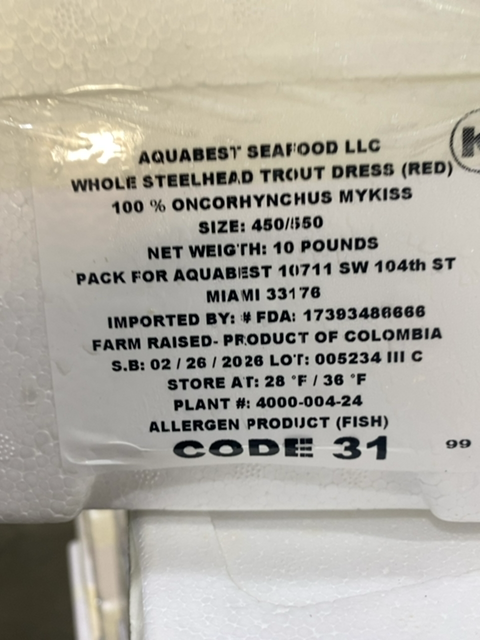 AQUABEST SEAFOOD LLC
WHOLE STEELHEAD TROUT DRESS (RED)
100 % ONCORHYNCHUS MYKISS
SIZE: 450/550
NET WEIGTH: 10 POUNDS
PACK FOR AQUABEST 10711 SW 104th ST
MIAMI 33176
IMPORTED BY: # FDA: 17393486666
FARM RAISED- PRODUCT OF COLOMBIA
S.B: 02 / 26 / 2026 LOT: 005234 III C
STORE AT: 28 °F / 36 °F
PLANT #: 4000-004-24
ALLERGEN PRODUCT (FISH)
CODE 31
99
K